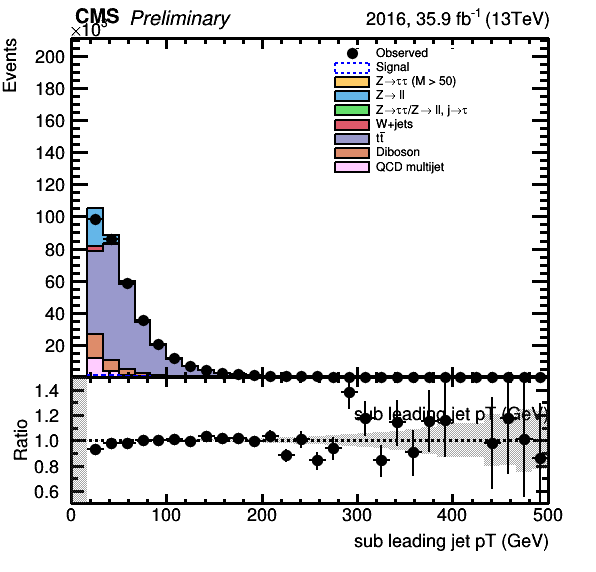 CMS Preliminary 2016, 35.9 fb⁻¹ (13TeV)
×10³
Events
200
180
160
140
120
100
80
60
40
20
Observed
Signal
Z→ττ (M > 50)
Z→ ll
Z→ττ/Z→ ll, j→τ
W+jets
tt̄
Diboson
QCD multijet
sub leading jet pT (GeV)
Ratio
1.4
1.2
1.0
0.8
0.6
0 100 200 300 400 500
sub leading jet pT (GeV)